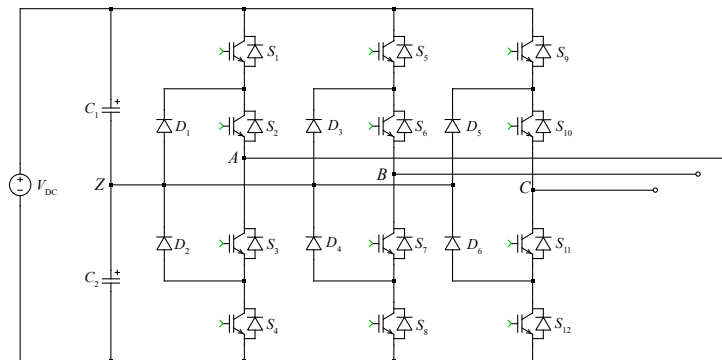 S1 S5 S9
C1 D1 S2 D3 S6 D5 S10
A
B
VDC Z C
D2 S3 D4 S7 D6 S11
C2
S4 S8 S12